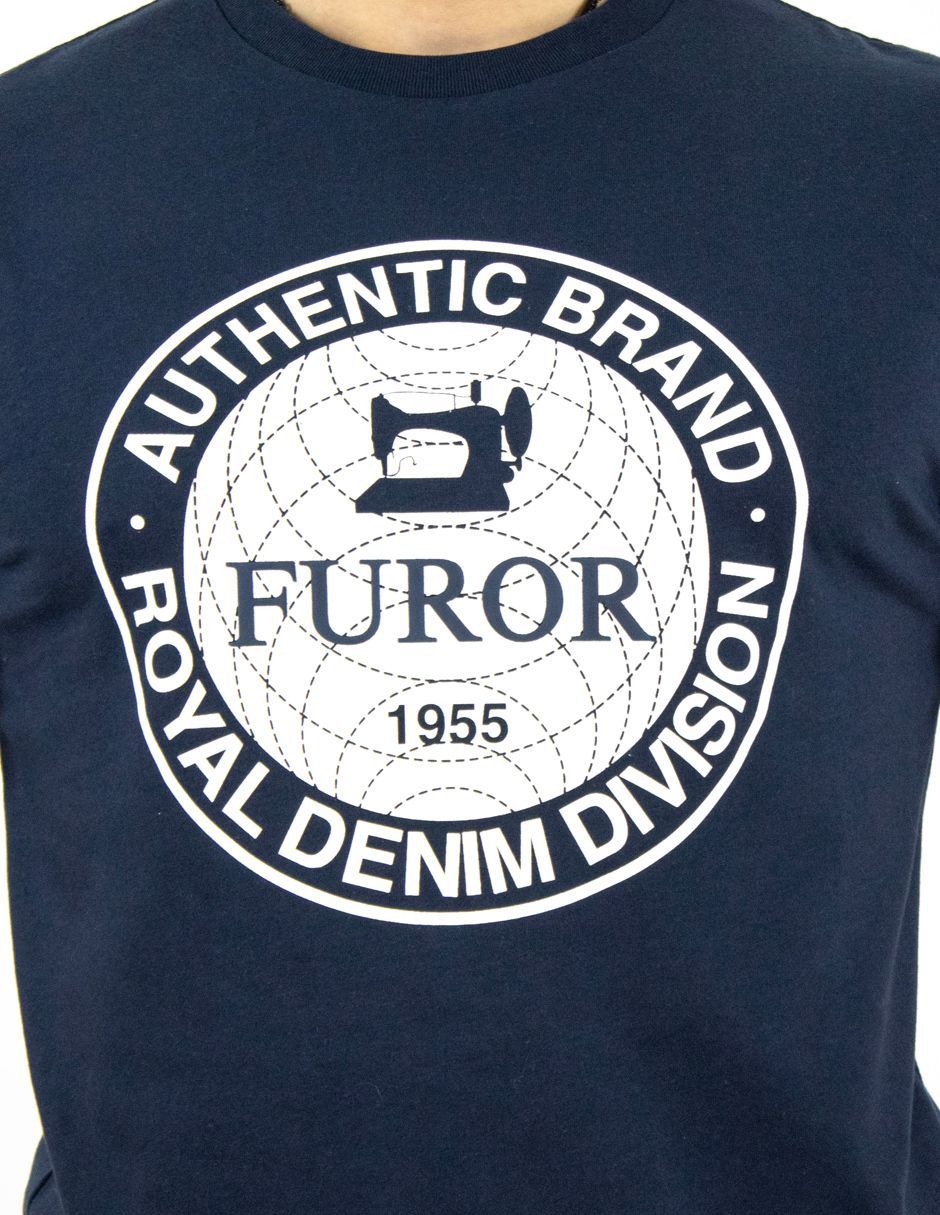 AUTHENTIC BRAND
FUROR
1955
· ROYAL DENIM DIVISION ·